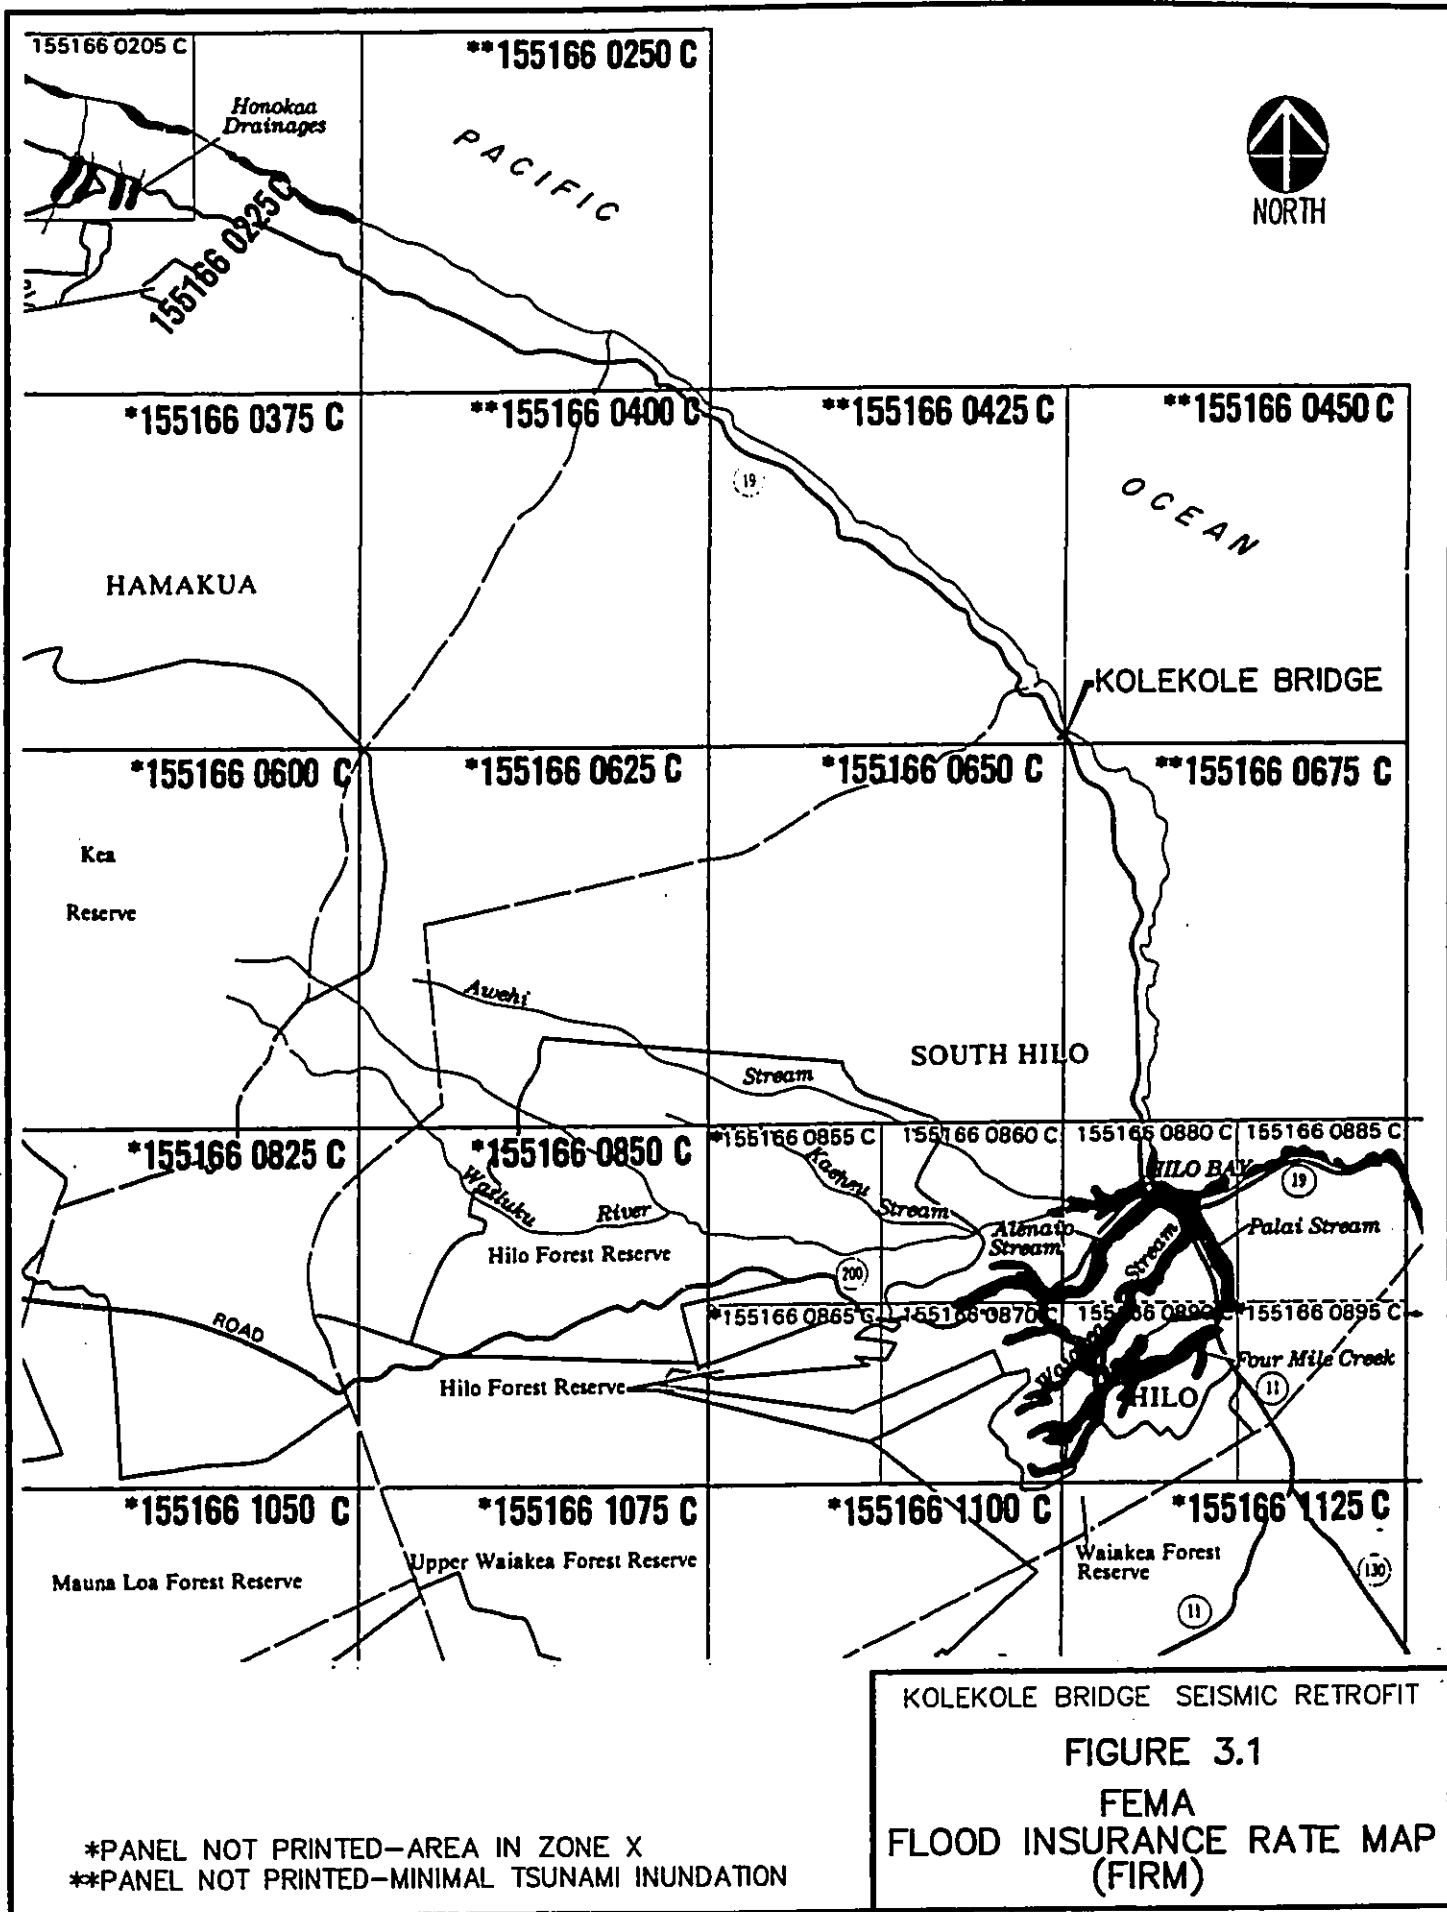 155166 0205 C
**155166 0250 C
Honokaa
Drainages
PACIFIC
NORTH
155166 0225 C
*155166 0375 C
**155166 0400 C
**155166 0425 C
**155166 0450 C
19
OCEAN
HAMAKUA
KOLEKOLE BRIDGE
*155166 0600 C
*155166 0625 C
*155166 0650 C
**155166 0675 C
Kea
Reserve
Awehi
Stream
SOUTH HILO
*155166 0825 C
*155166 0850 C
*155166 0855 C
155166 0860 C
155166 0880 C
155166 0885 C
HILO BAY
19
Wailuku
River
Kaohsu
Stream
Alenaio
Stream
Stream
Palai Stream
Hilo Forest Reserve
200
ROAD
*155166 0865 C
155166 0870 C
155166 0890 C
*155166 0895 C
Four Mile Creek
Hilo Forest Reserve
HILO
11
*155166 1050 C
*155166 1075 C
*155166 1100 C
*155166 1125 C
Mauna Loa Forest Reserve
Upper Waiakea Forest Reserve
Waiakea Forest
Reserve
130
11
KOLEKOLE BRIDGE SEISMIC RETROFIT
FIGURE 3.1
FEMA
FLOOD INSURANCE RATE MAP
(FIRM)
*PANEL NOT PRINTED-AREA IN ZONE X
**PANEL NOT PRINTED-MINIMAL TSUNAMI INUNDATION